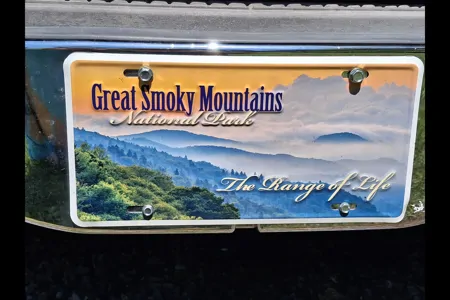 Great Smoky Mountains
National Park
The Range of Life